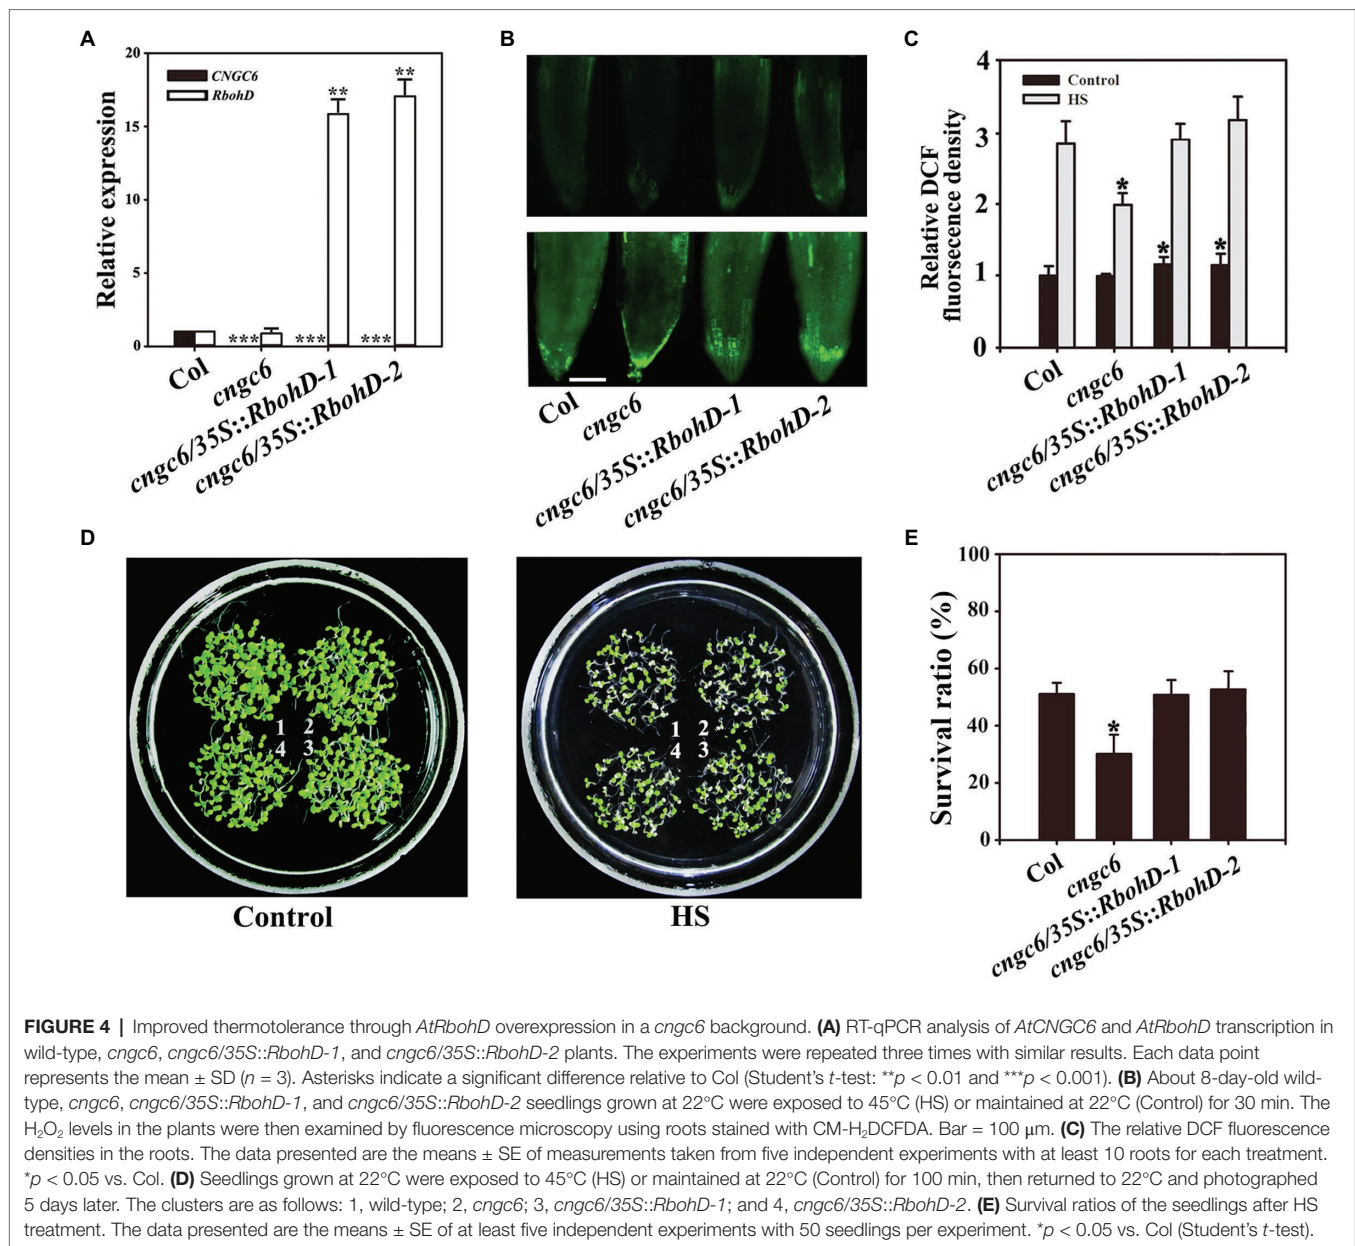 A
20
15
10
5
0
Relative expression
CNGC6
RbohD
**
**
***
***
***
Col
cngc6
cngc6/35S::RbohD-1
cngc6/35S::RbohD-2
B
Col
cngc6
cngc6/35S::RbohD-1
cngc6/35S::RbohD-2
C
4
3
2
1
0
Relative DCF
fluorsecence density
Control
HS
*
*
*
Col
cngc6
cngc6/35S::RbohD-1
cngc6/35S::RbohD-2
D
1 2
4 3
Control
1 2
4 3
HS
E
100
80
60
40
20
0
Survival ratio (%)
*
Col
cngc6
cngc6/35S::RbohD-1
cngc6/35S::RbohD-2
FIGURE 4 | Improved thermotolerance through AtRbohD overexpression in a cngc6 background. (A) RT-qPCR analysis of AtCNGC6 and AtRbohD transcription in
wild-type, cngc6, cngc6/35S::RbohD-1, and cngc6/35S::RbohD-2 plants. The experiments were repeated three times with similar results. Each data point
represents the mean ± SD (n = 3). Asterisks indicate a significant difference relative to Col (Student's t-test: **p < 0.01 and ***p < 0.001). (B) About 8-day-old wild-
type, cngc6, cngc6/35S::RbohD-1, and cngc6/35S::RbohD-2 seedlings grown at 22°C were exposed to 45°C (HS) or maintained at 22°C (Control) for 30 min. The
H₂O₂ levels in the plants were then examined by fluorescence microscopy using roots stained with CM-H₂DCFDA. Bar = 100 μm. (C) The relative DCF fluorescence
densities in the roots. The data presented are the means ± SE of measurements taken from five independent experiments with at least 10 roots for each treatment.
*p < 0.05 vs. Col. (D) Seedlings grown at 22°C were exposed to 45°C (HS) or maintained at 22°C (Control) for 100 min, then returned to 22°C and photographed
5 days later. The clusters are as follows: 1, wild-type; 2, cngc6; 3, cngc6/35S::RbohD-1; and 4, cngc6/35S::RbohD-2. (E) Survival ratios of the seedlings after HS
treatment. The data presented are the means ± SE of at least five independent experiments with 50 seedlings per experiment. *p < 0.05 vs. Col (Student's t-test).